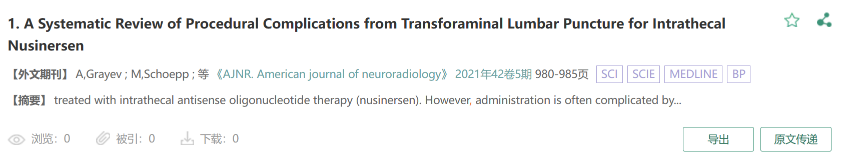 1. A Systematic Review of Procedural Complications from Transforaminal Lumbar Puncture for Intrathecal
Nusinersen
【外文期刊】 A,Grayev ; M,Schoepp ; 等 《AJNR. American journal of neuroradiology》 2021年42卷5期 980-985页 SCI SCIE MEDLINE BP
【摘要】 treated with intrathecal antisense oligonucleotide therapy (nusinersen). However, administration is often complicated by...
浏览：0 被引：0 下载：0 导出 原文传递